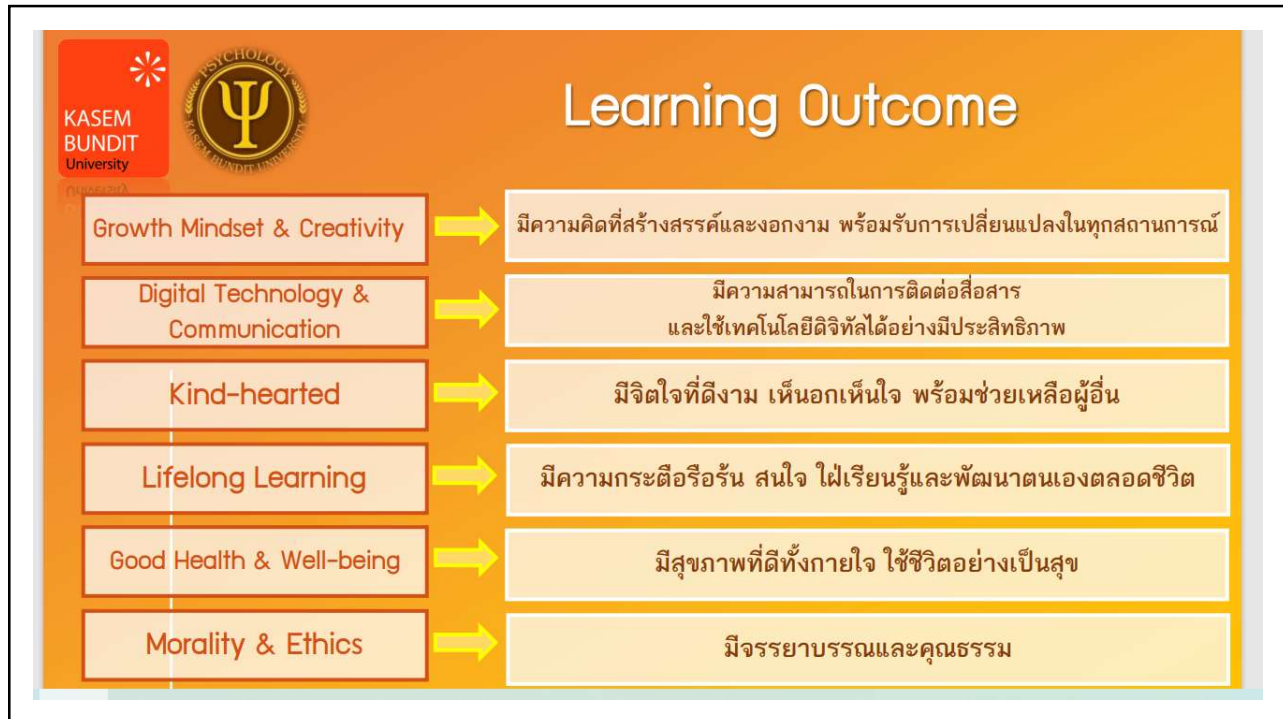 KASEM
BUNDIT
University
PSYCHOLOGY
KASEM BUNDIT UNIVERSITY
Learning Outcome
Growth Mindset & Creativity
มีความคิดที่สร้างสรรค์และงอกงาม พร้อมรับการเปลี่ยนแปลงในทุกสถานการณ์
Digital Technology &
Communication
มีความสามารถในการติดต่อสื่อสาร
และใช้เทคโนโลยีดิจิทัลได้อย่างมีประสิทธิภาพ
Kind-hearted
มีจิตใจที่ดีงาม เห็นอกเห็นใจ พร้อมช่วยเหลือผู้อื่น
Lifelong Learning
มีความกระตือรือร้น สนใจ ใฝ่เรียนรู้และพัฒนาตนเองตลอดชีวิต
Good Health & Well-being
มีสุขภาพที่ดีทั้งกายใจ ใช้ชีวิตอย่างเป็นสุข
Morality & Ethics
มีจรรยาบรรณและคุณธรรม